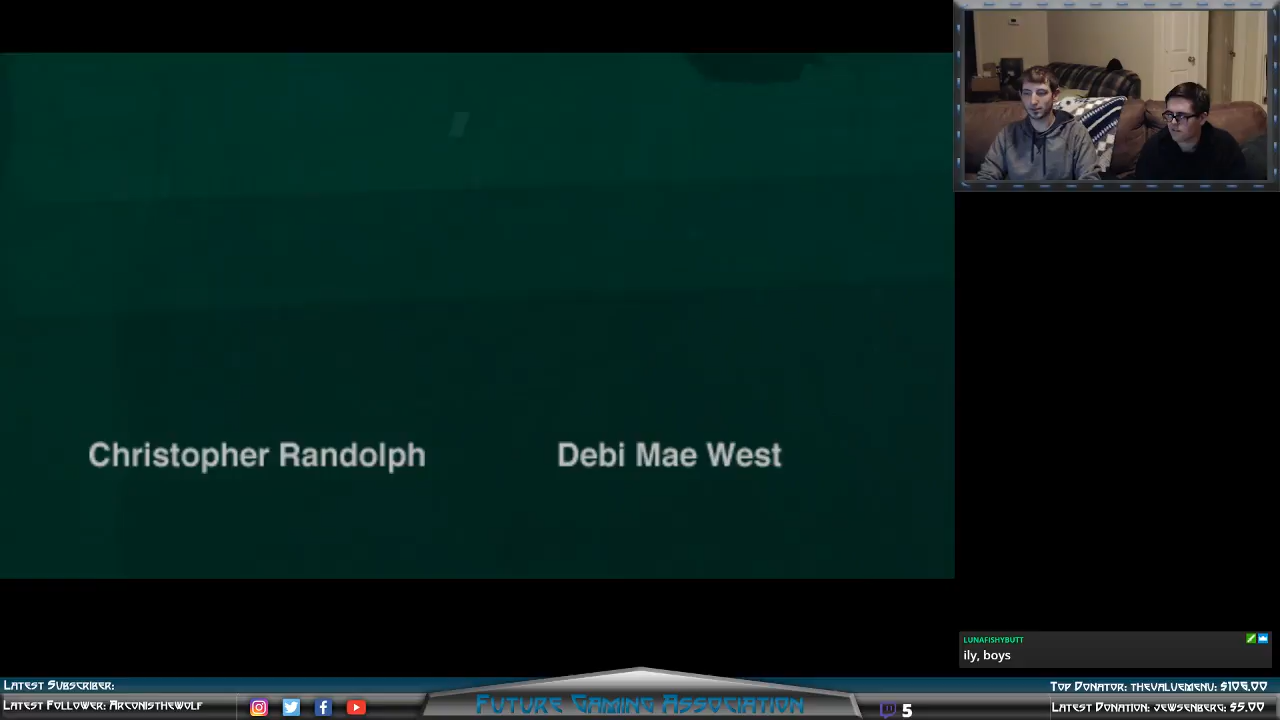 Christopher Randolph
Debi Mae West
LUNAFISHYBUTT
ily, boys
Latest Subscriber:
Latest Follower: ArconisTheWolf
Future Gaming Association
5
Top Donator: thevaluemenu: $106.00
Latest Donation: jewsenberg: $5.00